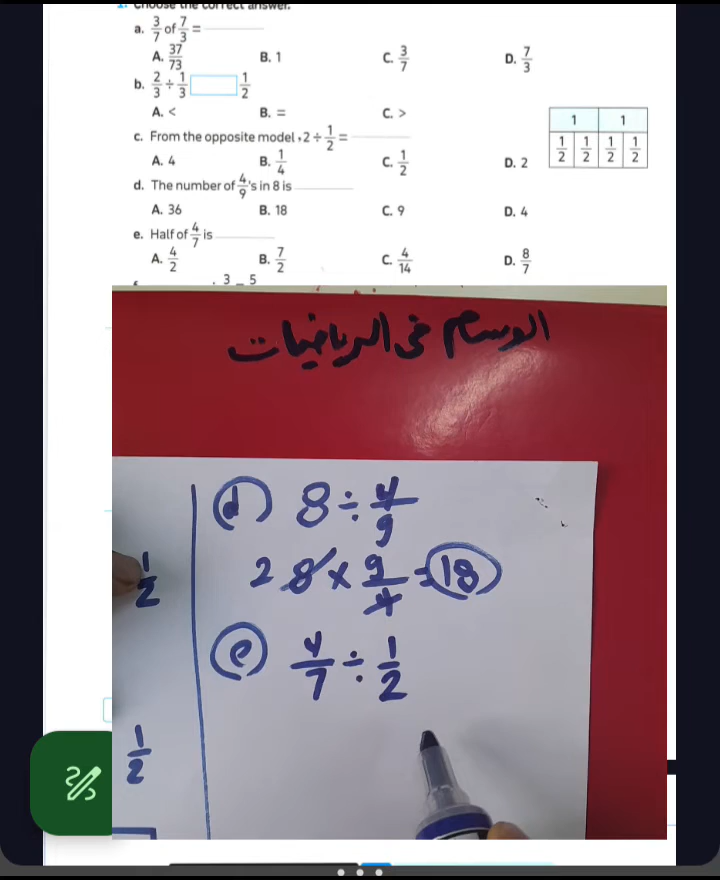 1. Choose the correct answer.
a. 3/7 of 7/3 =
A. 37/73 B. 1 C. 3/7 D. 7/3
b. 2/3 ÷ 1/3 1/2
A. < B. = C. >
c. From the opposite model, 2 ÷ 1/2 =
1 1
1/2 1/2 1/2 1/2
A. 4 B. 1/4 C. 1/2 D. 2
d. The number of 4/9's in 8 is
A. 36 B. 18 C. 9 D. 4
e. Half of 4/7 is
A. 4/2 B. 7/2 C. 4/14 D. 8/7
3 5
الوسام في الرياضيات
d 8 ÷ 4/9
2 8 × 9/4 = 18
e 4/7 ÷ 1/2
1/2
1/2